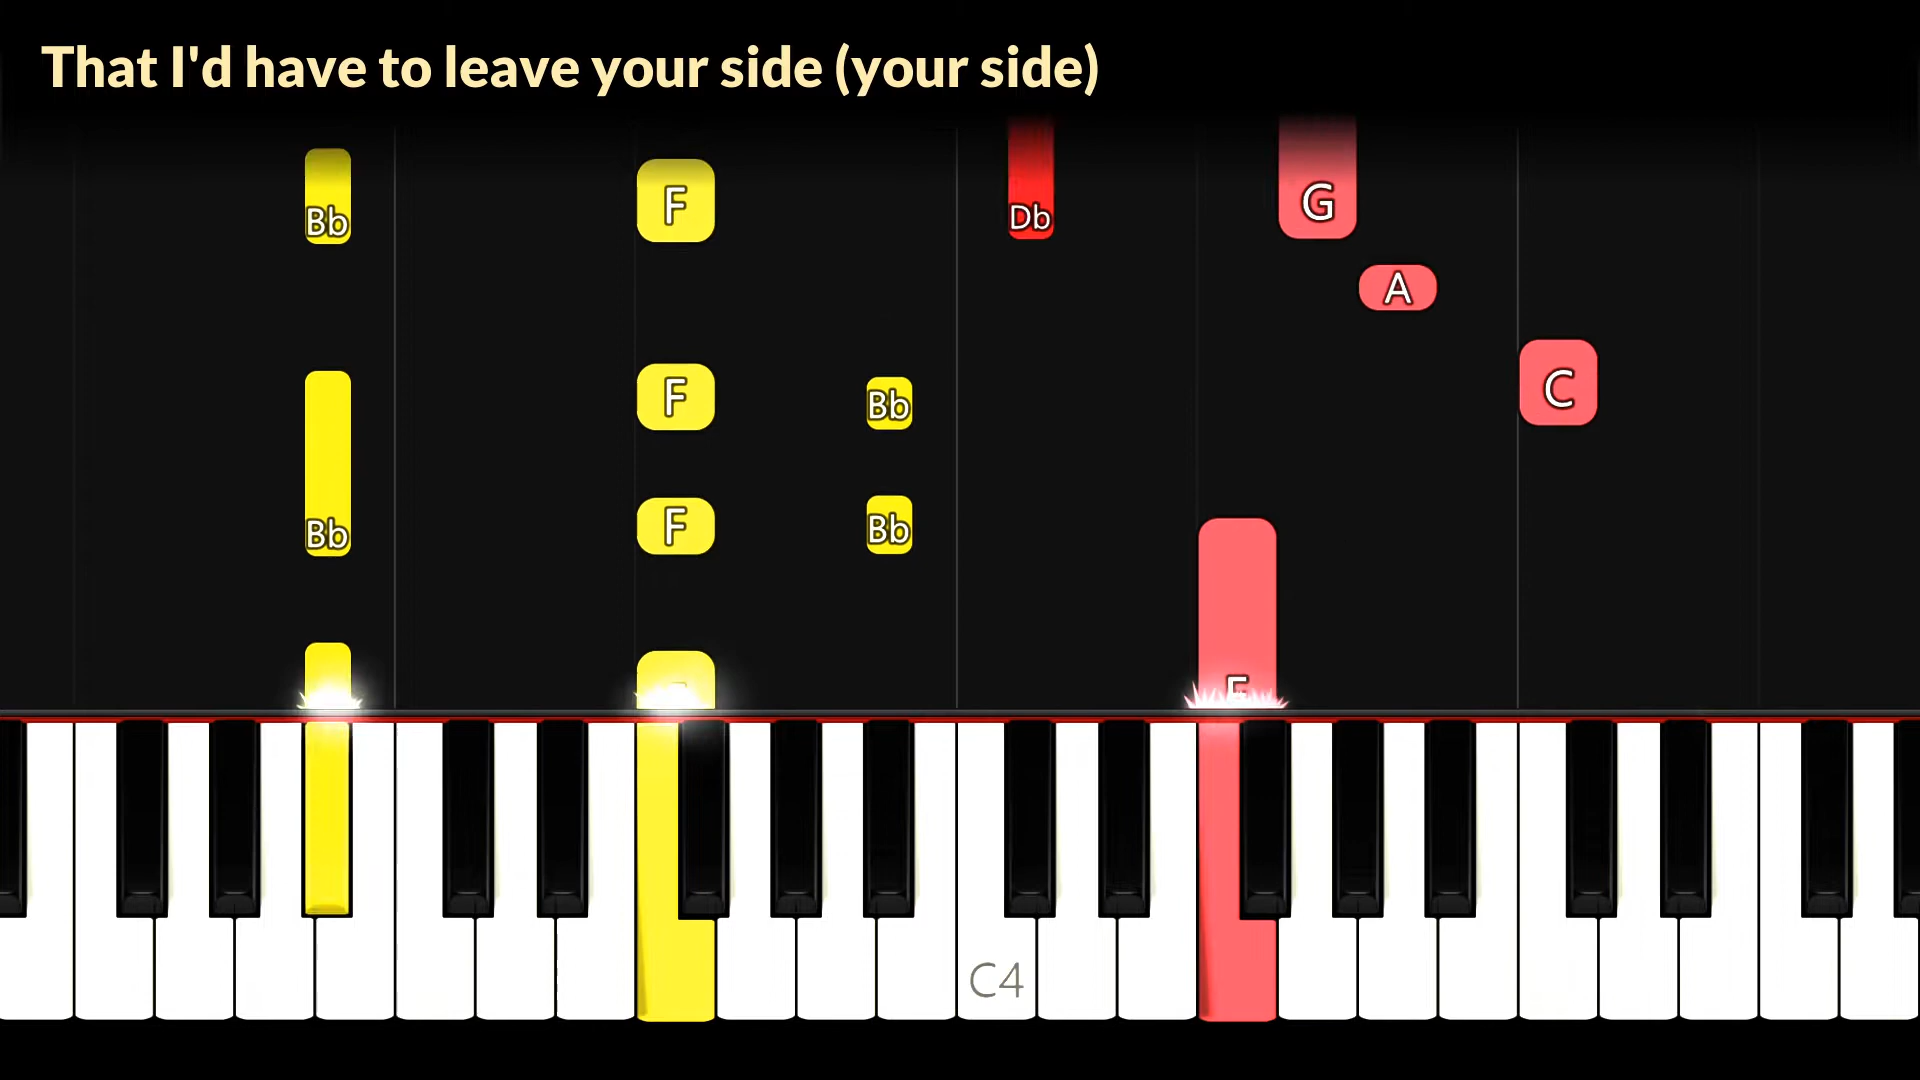 That I'd have to leave your side (your side)
Bb F Db G
A
F Bb C
Bb F Bb
F
C4